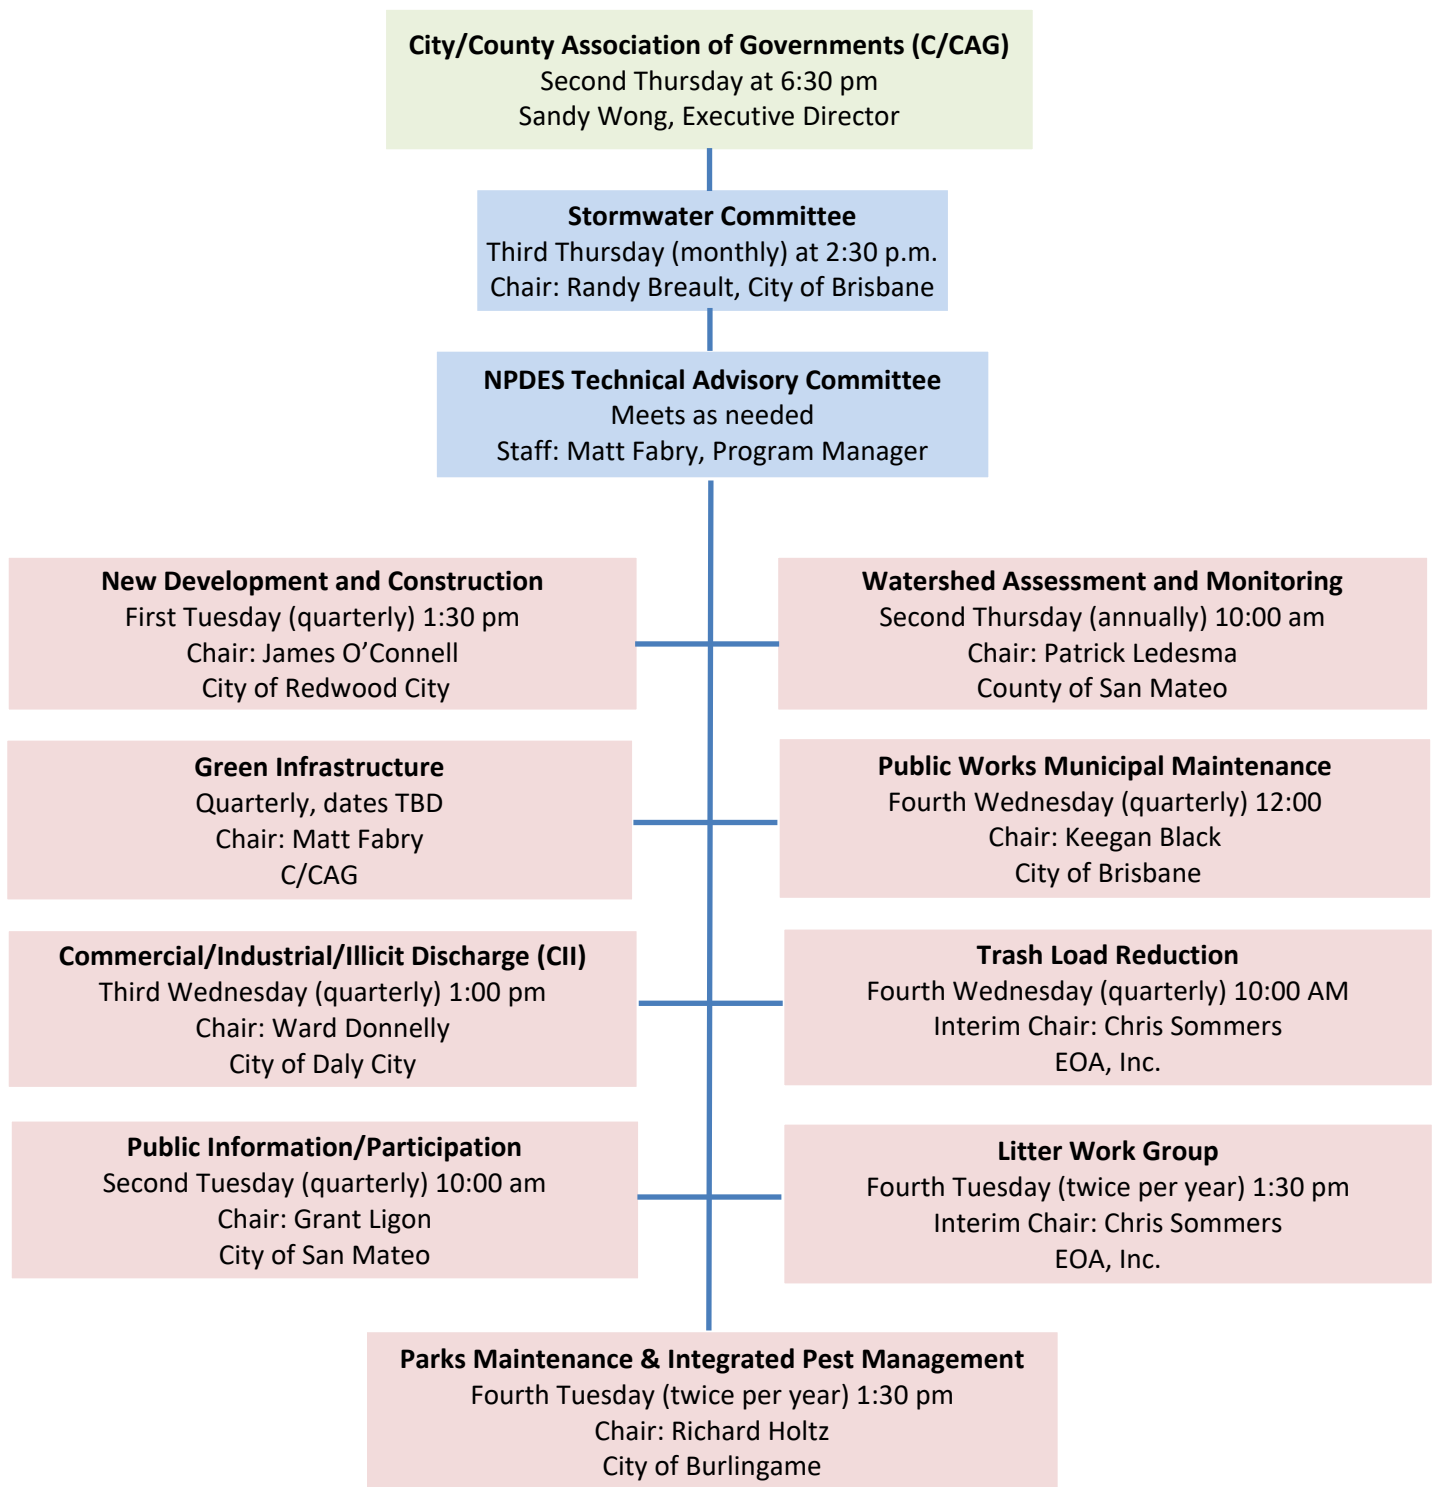 City/County Association of Governments (C/CAG)
Second Thursday at 6:30 pm
Sandy Wong, Executive Director
Stormwater Committee
Third Thursday (monthly) at 2:30 p.m.
Chair: Randy Breault, City of Brisbane
NPDES Technical Advisory Committee
Meets as needed
Staff: Matt Fabry, Program Manager
New Development and Construction
First Tuesday (quarterly) 1:30 pm
Chair: James O’Connell
City of Redwood City
Watershed Assessment and Monitoring
Second Thursday (annually) 10:00 am
Chair: Patrick Ledesma
County of San Mateo
Green Infrastructure
Quarterly, dates TBD
Chair: Matt Fabry
C/CAG
Public Works Municipal Maintenance
Fourth Wednesday (quarterly) 12:00
Chair: Keegan Black
City of Brisbane
Commercial/Industrial/Illicit Discharge (CII)
Third Wednesday (quarterly) 1:00 pm
Chair: Ward Donnelly
City of Daly City
Trash Load Reduction
Fourth Wednesday (quarterly) 10:00 AM
Interim Chair: Chris Sommers
EOA, Inc.
Public Information/Participation
Second Tuesday (quarterly) 10:00 am
Chair: Grant Ligon
City of San Mateo
Litter Work Group
Fourth Tuesday (twice per year) 1:30 pm
Interim Chair: Chris Sommers
EOA, Inc.
Parks Maintenance & Integrated Pest Management
Fourth Tuesday (twice per year) 1:30 pm
Chair: Richard Holtz
City of Burlingame